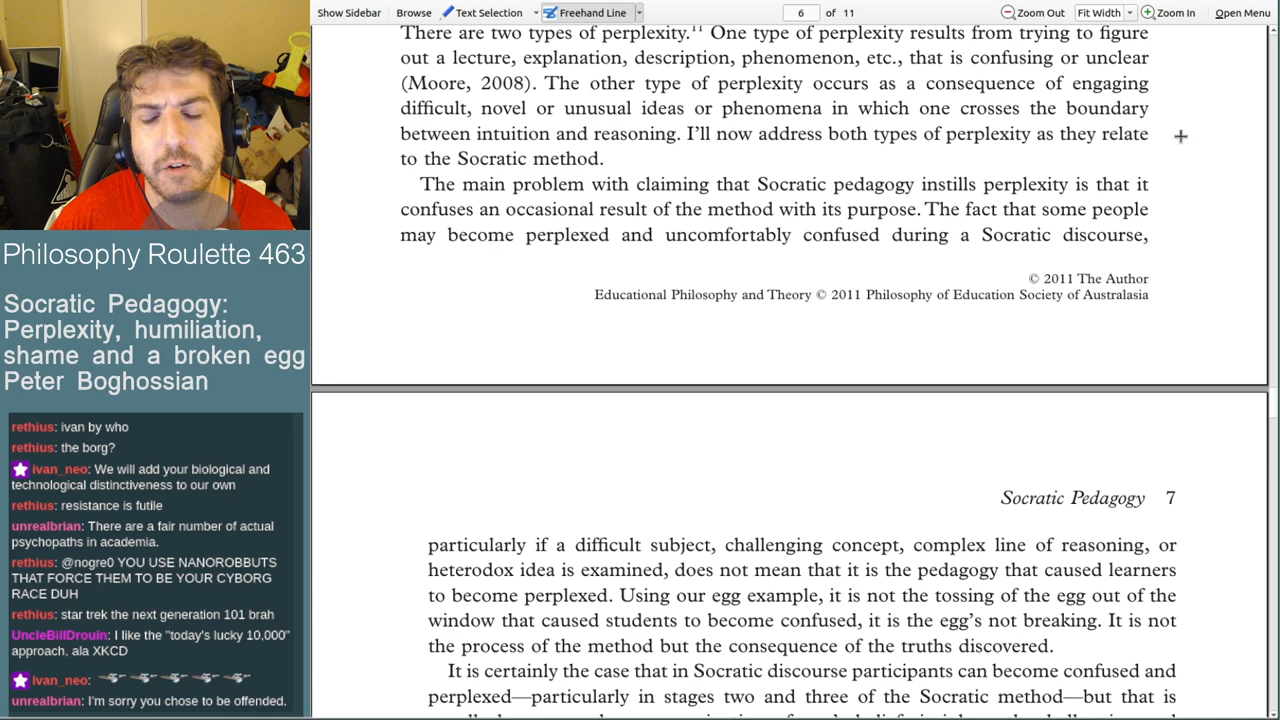 Show Sidebar Browse Text Selection Freehand Line 6 of 11 Zoom Out Fit Width Zoom In Open Menu
There are two types of perplexity.11 One type of perplexity results from trying to figure
out a lecture, explanation, description, phenomenon, etc., that is confusing or unclear
(Moore, 2008). The other type of perplexity occurs as a consequence of engaging
difficult, novel or unusual ideas or phenomena in which one crosses the boundary
between intuition and reasoning. I'll now address both types of perplexity as they relate
to the Socratic method.
The main problem with claiming that Socratic pedagogy instills perplexity is that it
confuses an occasional result of the method with its purpose. The fact that some people
may become perplexed and uncomfortably confused during a Socratic discourse,
© 2011 The Author
Educational Philosophy and Theory © 2011 Philosophy of Education Society of Australasia
Socratic Pedagogy 7
particularly if a difficult subject, challenging concept, complex line of reasoning, or
heterodox idea is examined, does not mean that it is the pedagogy that caused learners
to become perplexed. Using our egg example, it is not the tossing of the egg out of the
window that caused students to become confused, it is the egg's not breaking. It is not
the process of the method but the consequence of the truths discovered.
It is certainly the case that in Socratic discourse participants can become confused and
perplexed—particularly in stages two and three of the Socratic method—but that is
Philosophy Roulette 463
Socratic Pedagogy:
Perplexity, humiliation,
shame and a broken egg
Peter Boghossian
rethius: ivan by who
rethius: the borg?
ivan_neo: We will add your biological and
technological distinctiveness to our own
rethius: resistance is futile
unrealbrian: There are a fair number of actual
psychopaths in academia.
rethius: @nogre0 YOU USE NANOROBBUTS
THAT FORCE THEM TO BE YOUR CYBORG
RACE DUH
rethius: star trek the next generation 101 brah
UncleBillDrouin: I like the "today's lucky 10,000"
approach, ala XKCD
ivan_neo:
unrealbrian: I'm sorry you chose to be offended.